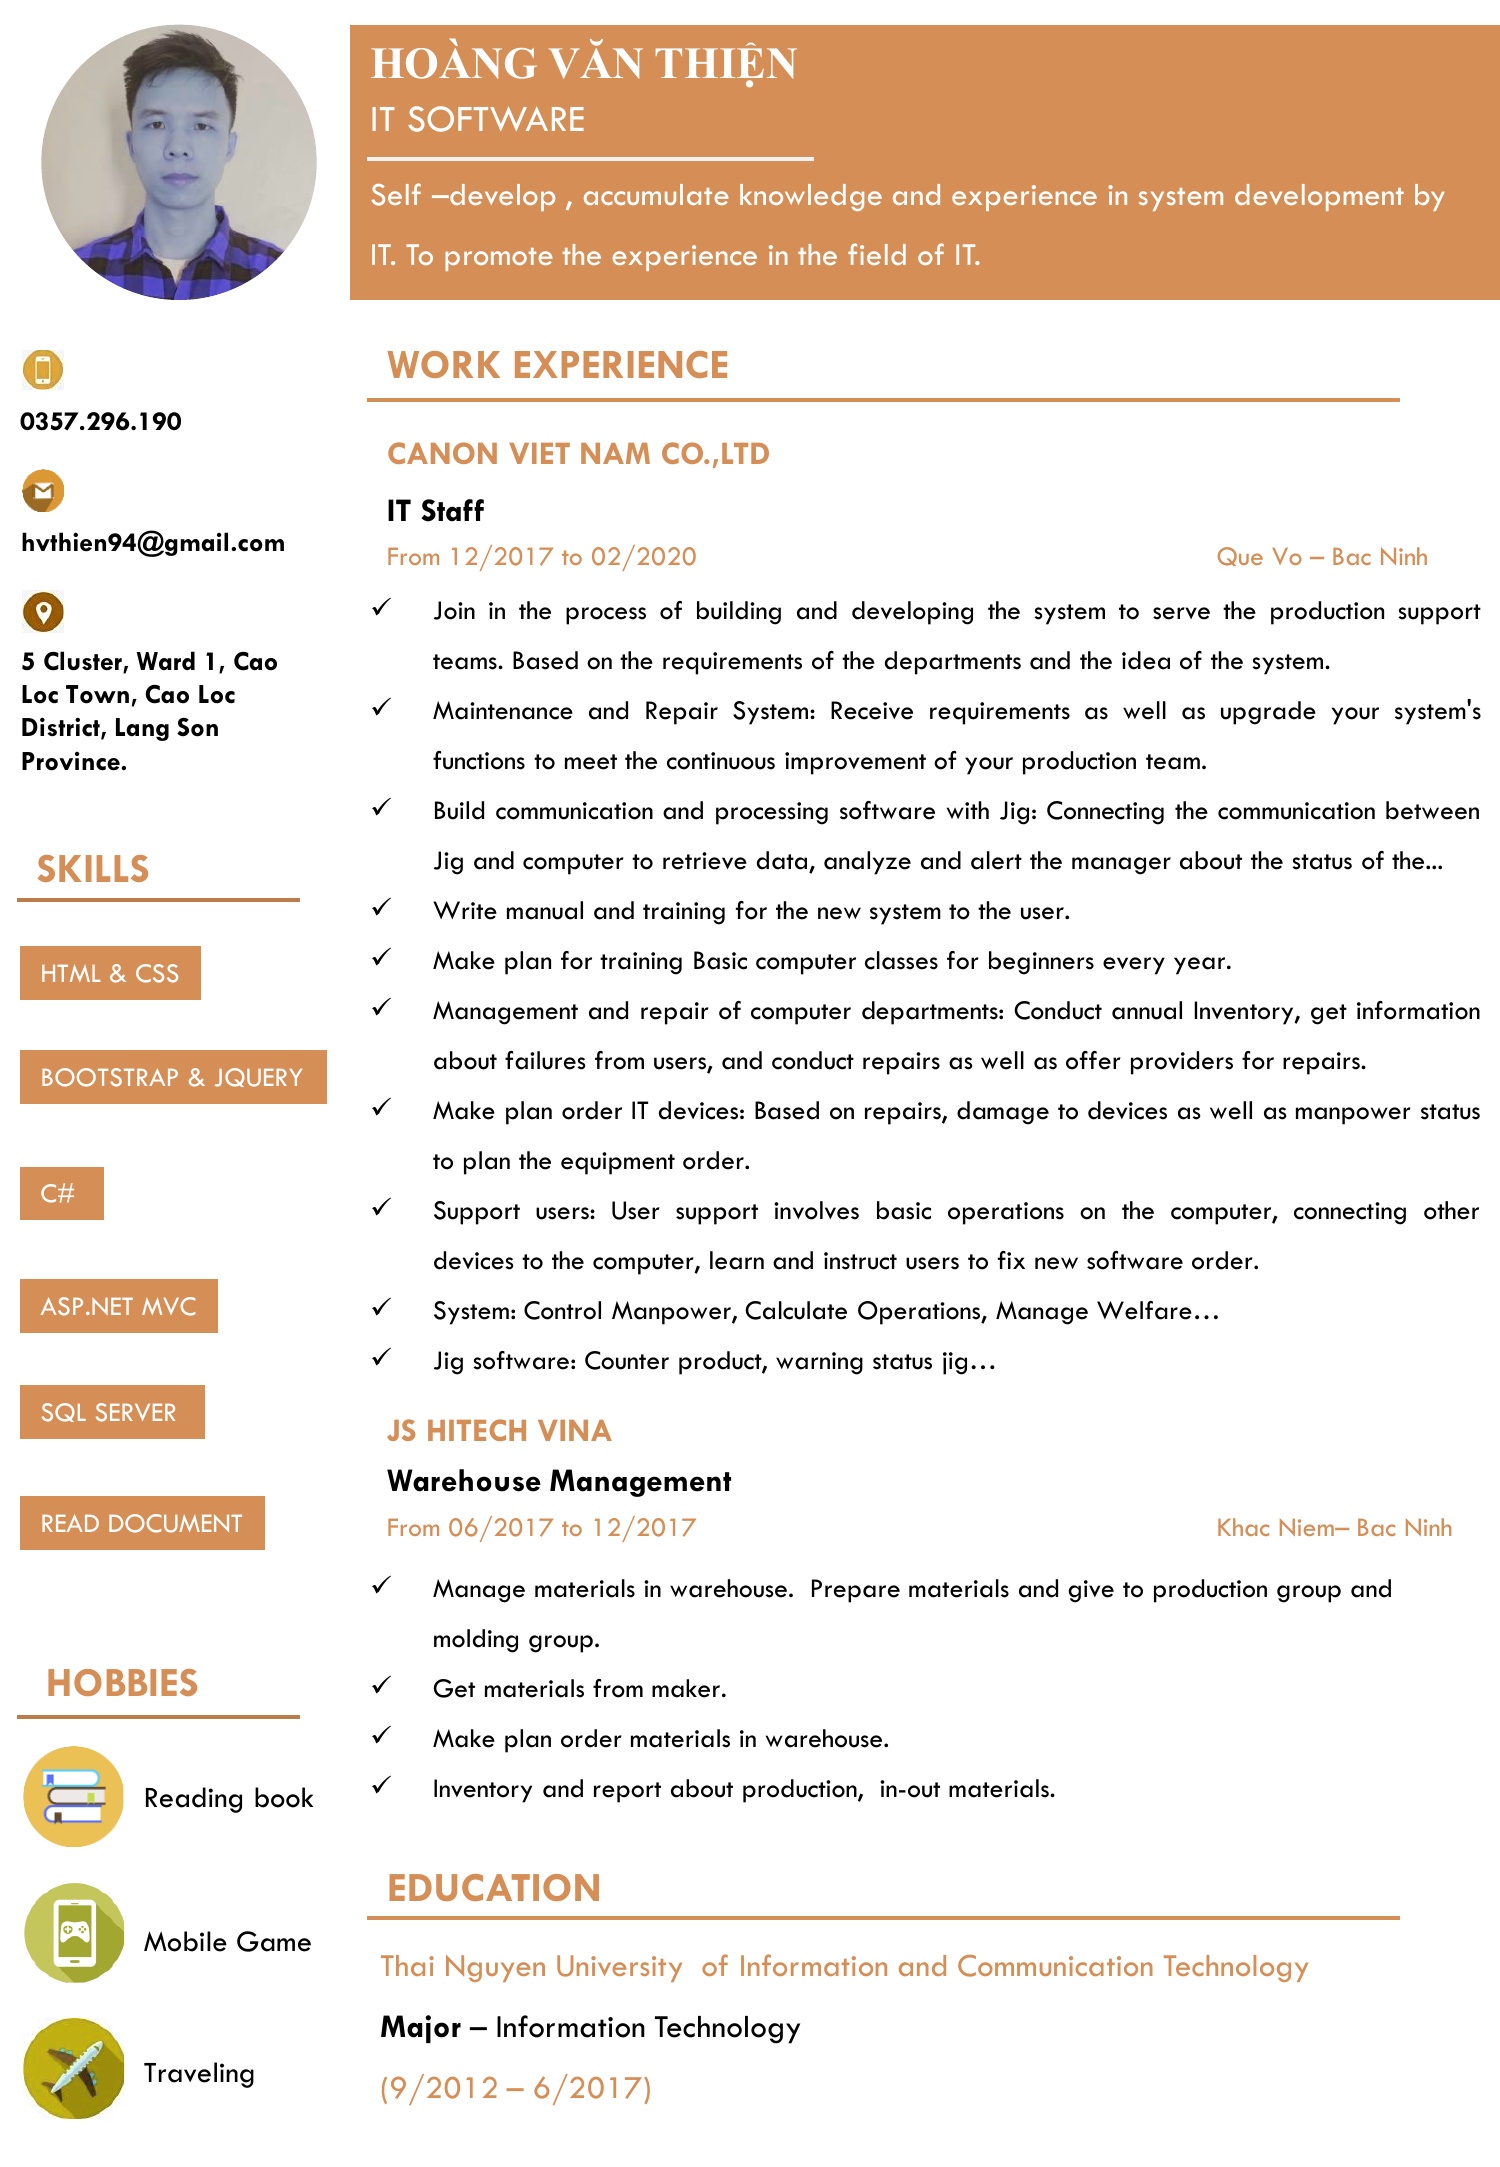 HOÀNG VĂN THIỆN
IT SOFTWARE
Self –develop , accumulate knowledge and experience in system development by
IT. To promote the experience in the field of IT.
0357.296.190
hvthien94@gmail.com
5 Cluster, Ward 1, Cao
Loc Town, Cao Loc
District, Lang Son
Province.
SKILLS
HTML & CSS
BOOTSTRAP & JQUERY
C#
ASP.NET MVC
SQL SERVER
READ DOCUMENT
HOBBIES
Reading book
Mobile Game
Traveling
WORK EXPERIENCE
CANON VIET NAM CO.,LTD
IT Staff
From 12/2017 to 02/2020 Que Vo – Bac Ninh
✓ Join in the process of building and developing the system to serve the production support
teams. Based on the requirements of the departments and the idea of the system.
✓ Maintenance and Repair System: Receive requirements as well as upgrade your system's
functions to meet the continuous improvement of your production team.
✓ Build communication and processing software with Jig: Connecting the communication between
Jig and computer to retrieve data, analyze and alert the manager about the status of the...
✓ Write manual and training for the new system to the user.
✓ Make plan for training Basic computer classes for beginners every year.
✓ Management and repair of computer departments: Conduct annual Inventory, get information
about failures from users, and conduct repairs as well as offer providers for repairs.
✓ Make plan order IT devices: Based on repairs, damage to devices as well as manpower status
to plan the equipment order.
✓ Support users: User support involves basic operations on the computer, connecting other
devices to the computer, learn and instruct users to fix new software order.
✓ System: Control Manpower, Calculate Operations, Manage Welfare…
✓ Jig software: Counter product, warning status jig…
JS HITECH VINA
Warehouse Management
From 06/2017 to 12/2017 Khac Niem– Bac Ninh
✓ Manage materials in warehouse.  Prepare materials and give to production group and
molding group.
✓ Get materials from maker.
✓ Make plan order materials in warehouse.
✓ Inventory and report about production,  in-out materials.
EDUCATION
Thai Nguyen University  of Information and Communication Technology
Major – Information Technology
(9/2012 – 6/2017)